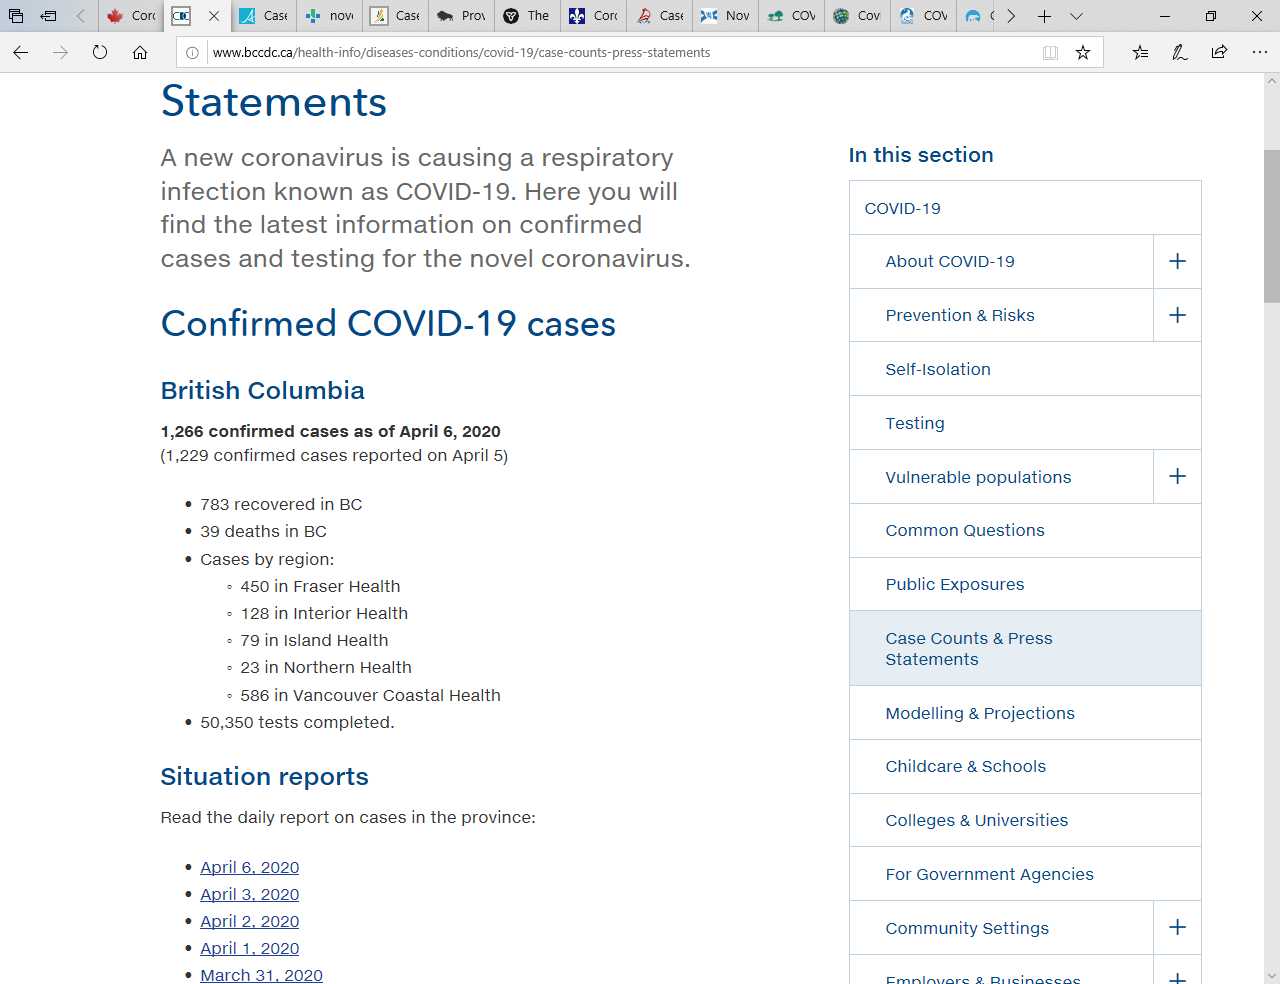 Core
Case
nove
Case
Prov
The
Corc
Case
Nov
COV
Cov
COV
www.bccdc.ca/health-info/diseases-conditions/covid-19/case-counts-press-statements
Statements
A new coronavirus is causing a respiratory
infection known as COVID-19. Here you will
find the latest information on confirmed
cases and testing for the novel coronavirus.
Confirmed COVID-19 cases
British Columbia
1,266 confirmed cases as of April 6, 2020
(1,229 confirmed cases reported on April 5)
• 783 recovered in BC
• 39 deaths in BC
• Cases by region:
◦ 450 in Fraser Health
◦ 128 in Interior Health
◦ 79 in Island Health
◦ 23 in Northern Health
◦ 586 in Vancouver Coastal Health
• 50,350 tests completed.
Situation reports
Read the daily report on cases in the province:
• April 6, 2020
• April 3, 2020
• April 2, 2020
• April 1, 2020
• March 31, 2020
In this section
COVID-19
About COVID-19
Prevention & Risks
Self-Isolation
Testing
Vulnerable populations
Common Questions
Public Exposures
Case Counts & Press
Statements
Modelling & Projections
Childcare & Schools
Colleges & Universities
For Government Agencies
Community Settings
Employers & Businesses